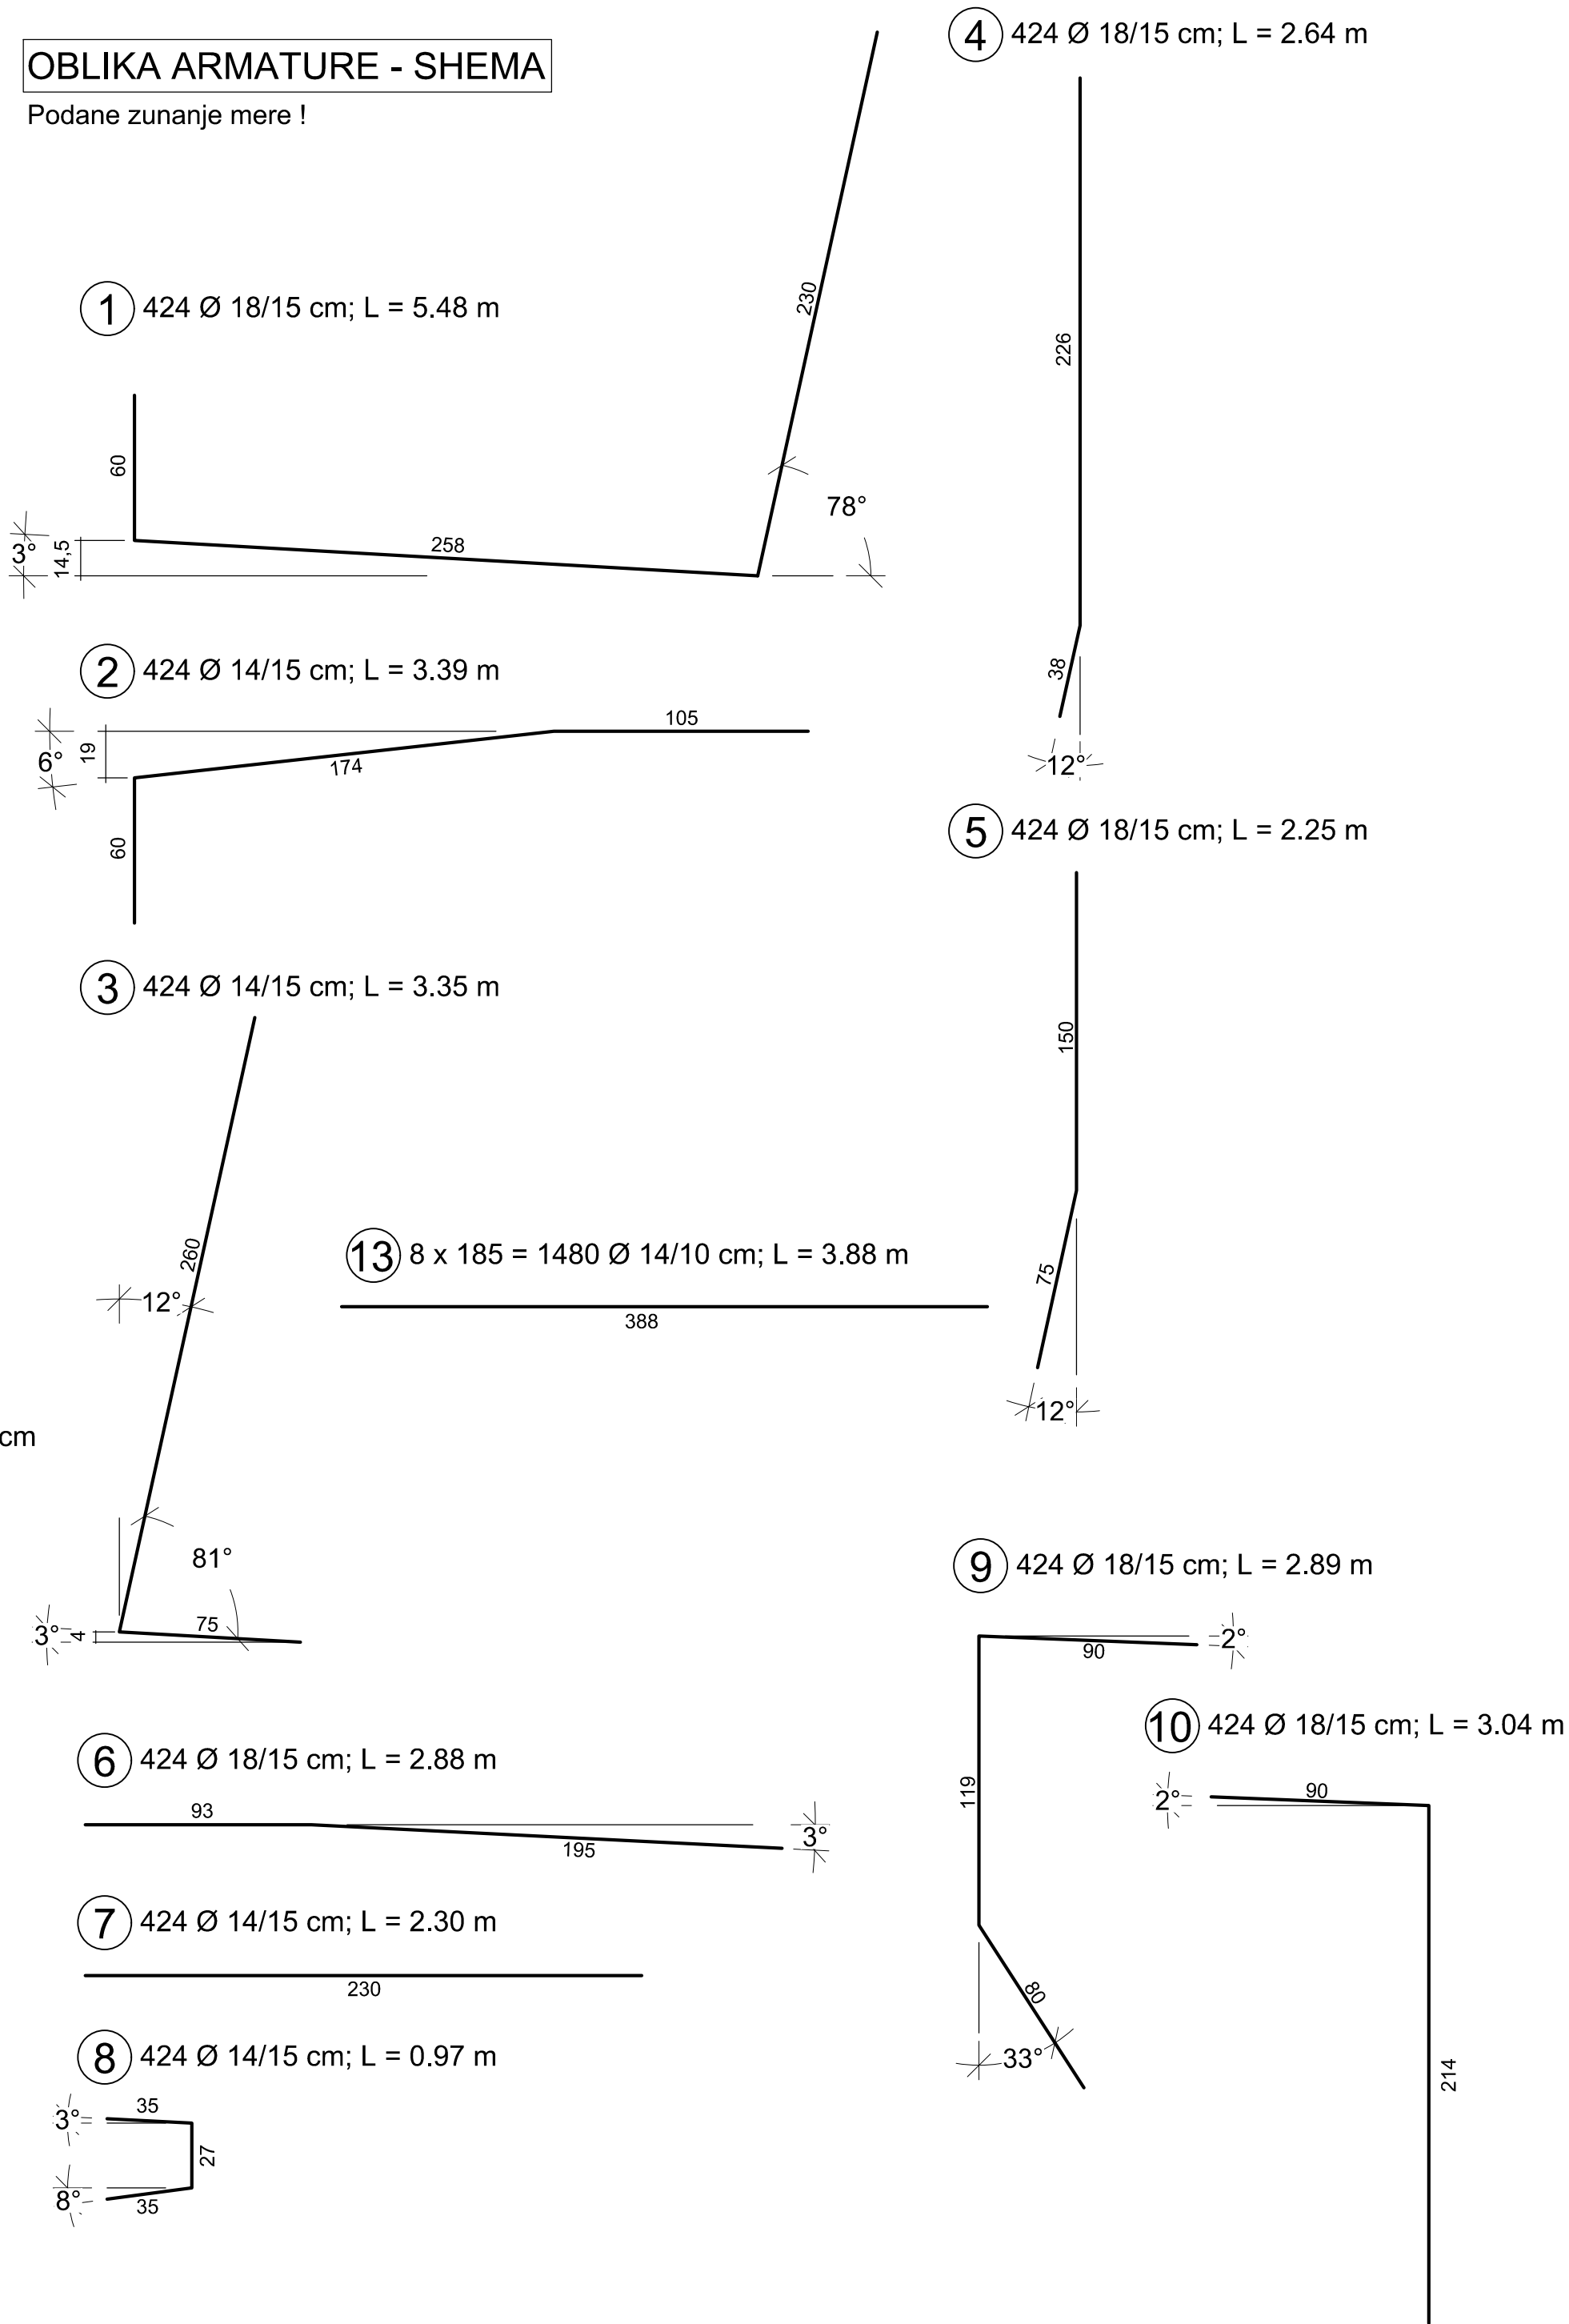 OBLIKA ARMATURE - SHEMA
Podane zunanje mere !
1 424 Ø 18/15 cm; L = 5.48 m
60
3°
14,5
258
230
78°
2 424 Ø 14/15 cm; L = 3.39 m
6°
19
174
105
60
3 424 Ø 14/15 cm; L = 3.35 m
260
12°
81°
3°
4
75
cm
13 8 x 185 = 1480 Ø 14/10 cm; L = 3.88 m
388
4 424 Ø 18/15 cm; L = 2.64 m
226
38
12°
5 424 Ø 18/15 cm; L = 2.25 m
150
75
12°
6 424 Ø 18/15 cm; L = 2.88 m
93
195
3°
7 424 Ø 14/15 cm; L = 2.30 m
230
8 424 Ø 14/15 cm; L = 0.97 m
3°
35
27
8°
35
9 424 Ø 18/15 cm; L = 2.89 m
90
2°
119
80
33°
10 424 Ø 18/15 cm; L = 3.04 m
2°
90
214